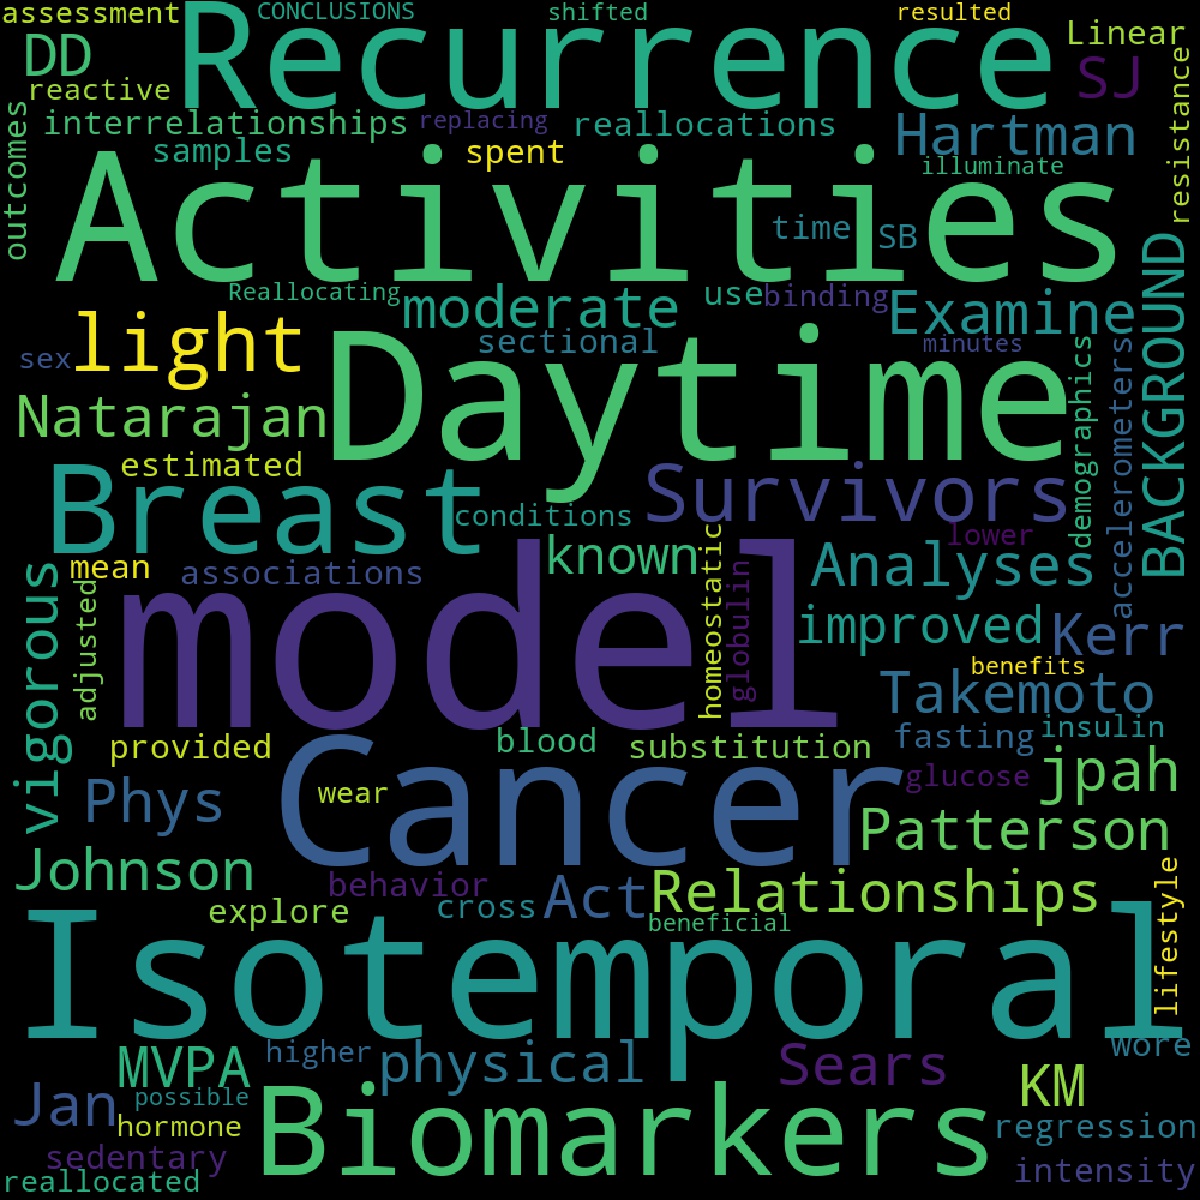 assessment
CONCLUSIONS
shifted
resulted
Recurrence
Linear
DD
SJ
reactive
resistance
interrelationships
replacing
reallocations
Hartman
outcomes
samples
spent
illuminate
Activities
time
SB
Reallocating
moderate
use
binding
Examine
BACKGROUND
light
sectional
minutes
sex
Daytime
demographics
accelerometers
Natarajan
estimated
Breast
Survivors
conditions
lower
known
homeostatic
Analyses
mean
associations
globulin
vigorous
adjusted
model
improved
Kerr
benefits
Takemoto
provided
blood
substitution
fasting
insulin
Phys
wear
Cancer
glucose
jpah
Patterson
Johnson
behavior
Act
Relationships
lifestyle
explore
cross
beneficial
Isotemporal
wore
MVPA
higher
physical
Sears
KM
Jan
possible
hormone
Biomarkers
regression
sedentary
intensity
reallocated